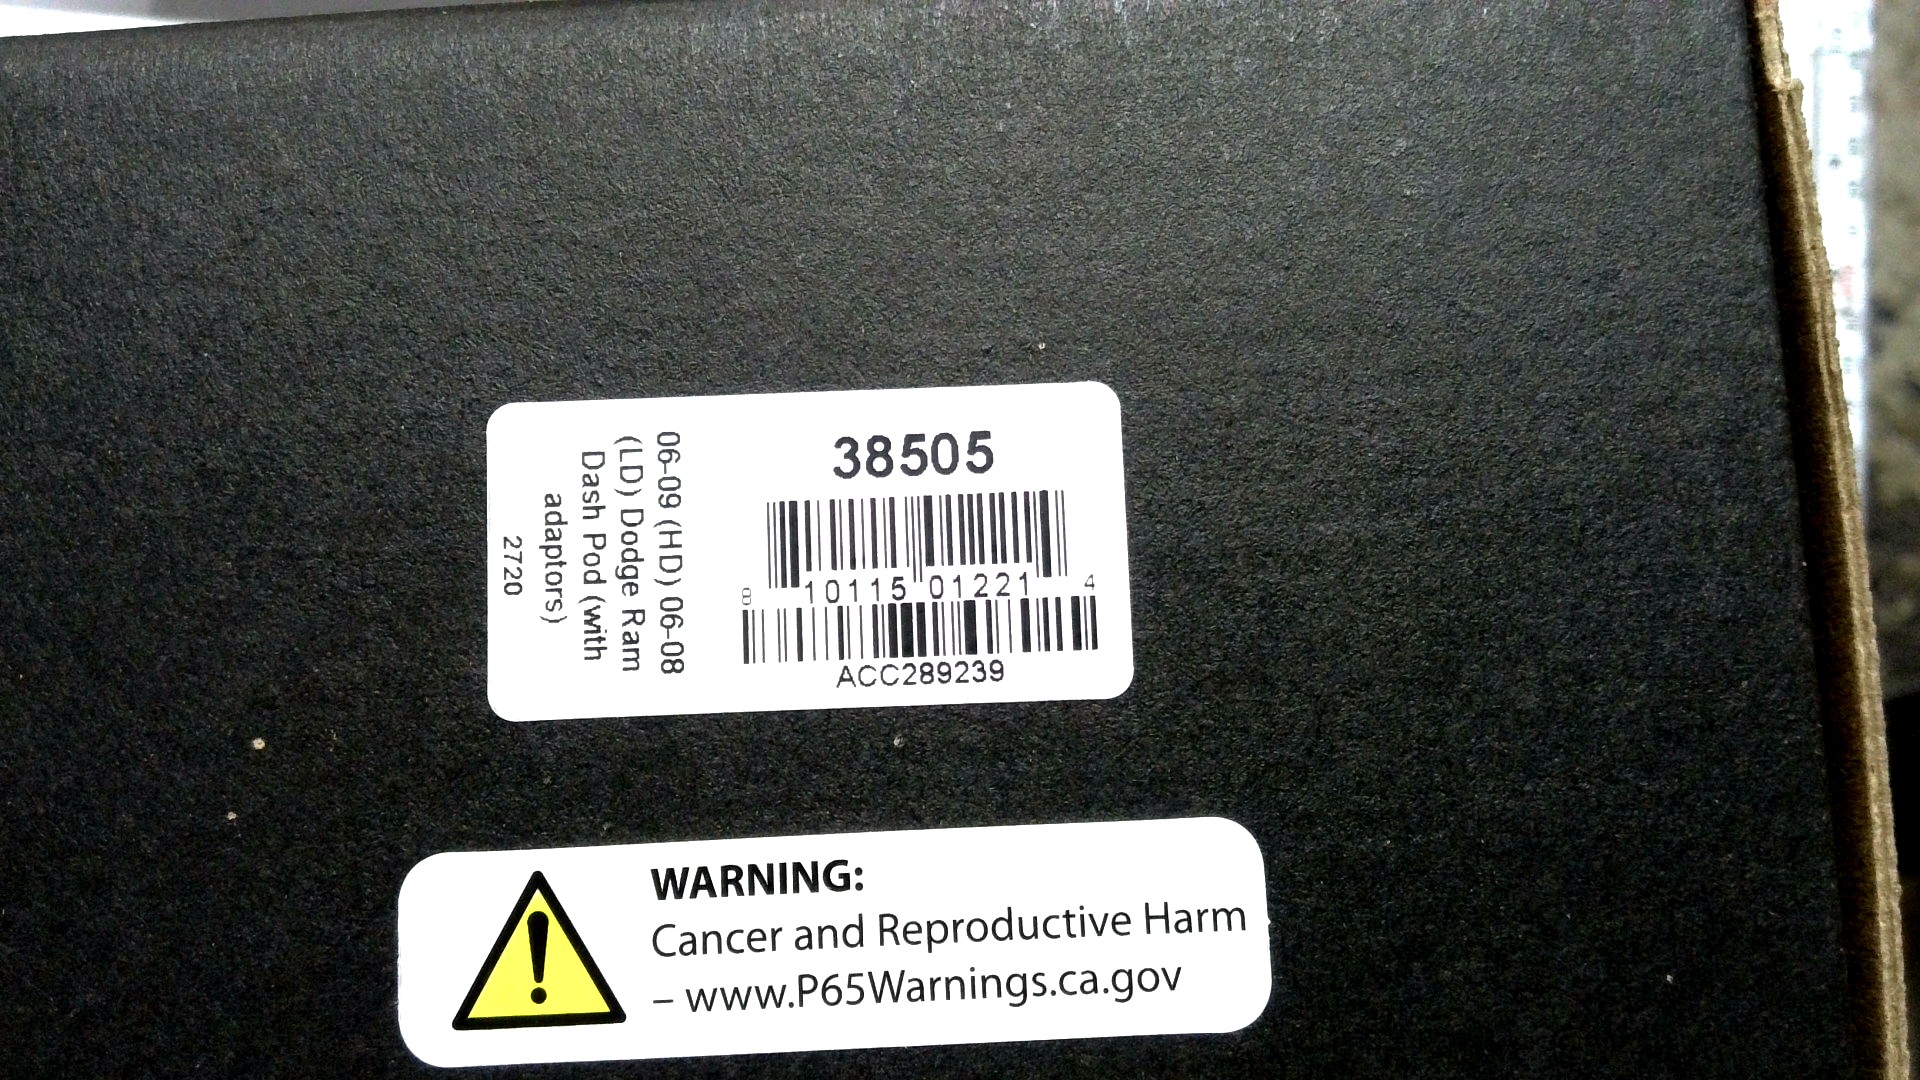 38505
8 10115 01221 4
ACC289239
06-09 (HD) 06-08
(LD) Dodge Ram
Dash Pod (with
adaptors)
2720
WARNING:
Cancer and Reproductive Harm
– www.P65Warnings.ca.gov